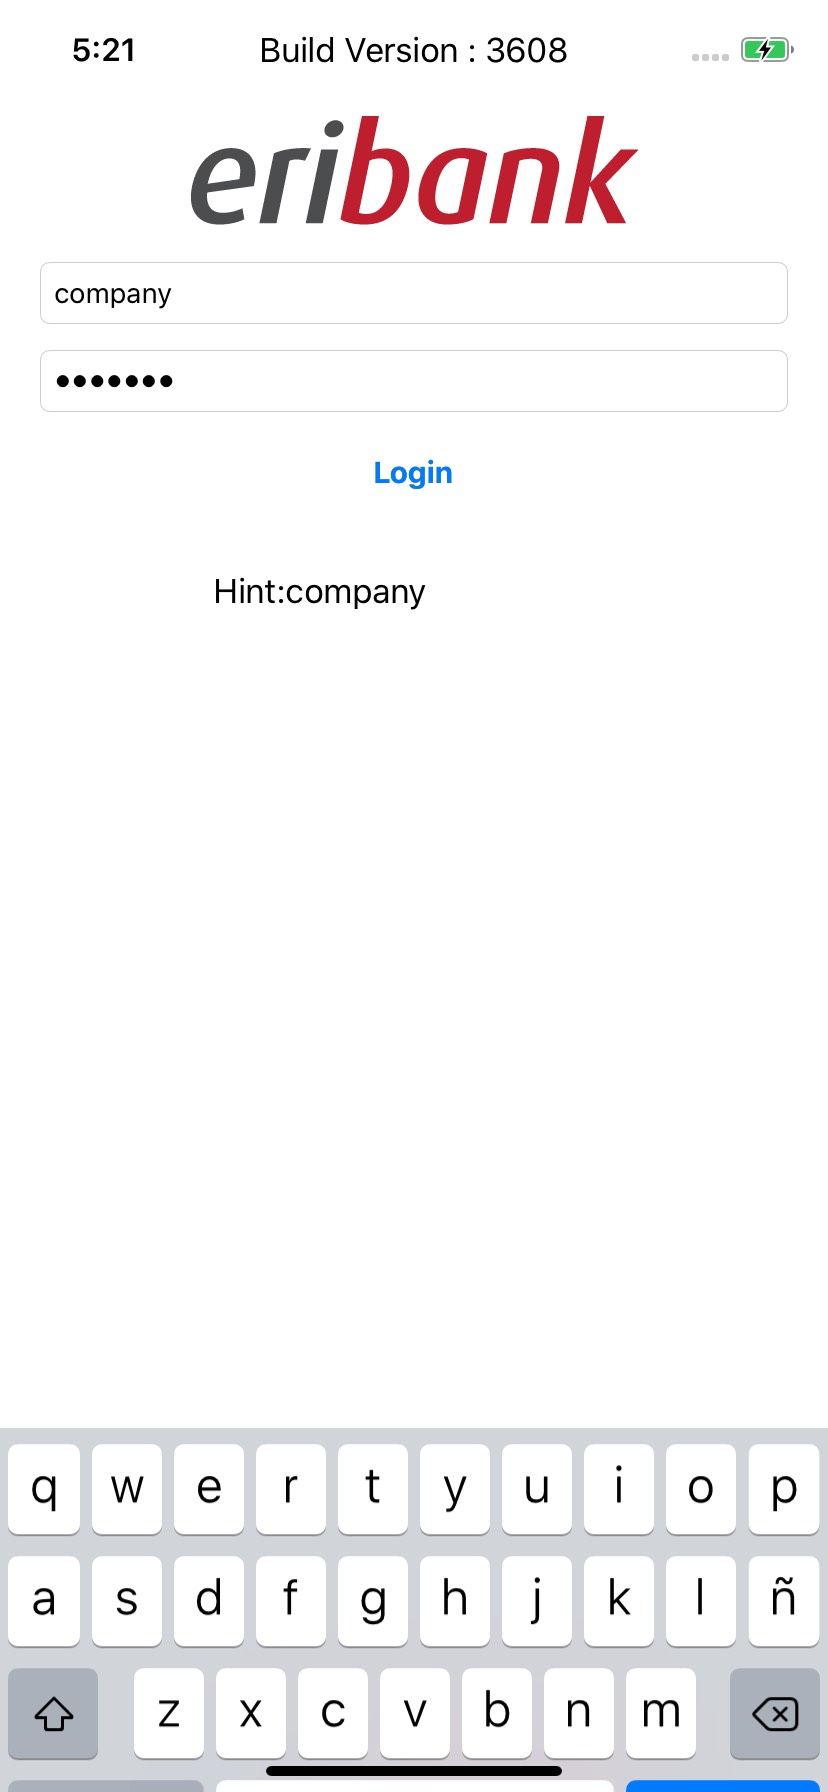 5:21 Build Version : 3608
eribank
company
•••••••
Login
Hint:company
q w e r t y u i o p
a s d f g h j k l ñ
z x c v b n m